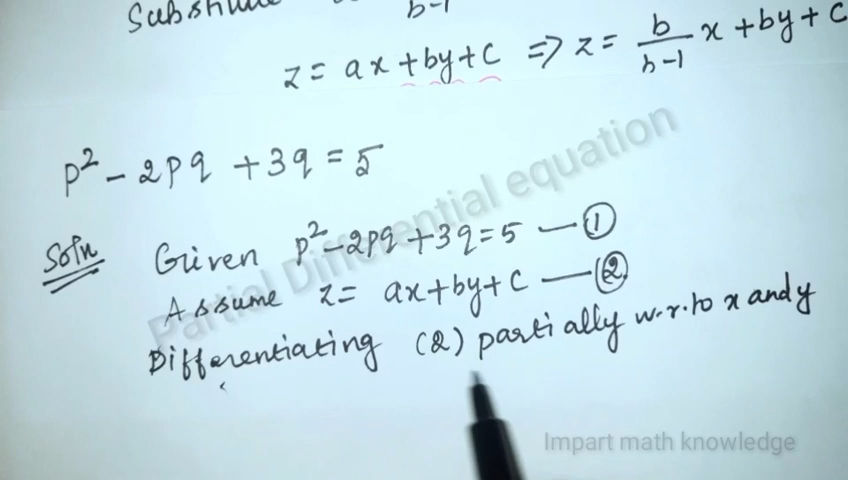 Substitute b-1
z = ax+by+c => z = b/b-1 x +by+c
p² - 2pq + 3q = 5
Soln Given p²-2pq+3q=5 — ①
Assume z= ax+by+c — ②
Differentiating (2) partially w.r.to x and y
Partial Differential equation
Impart math knowledge